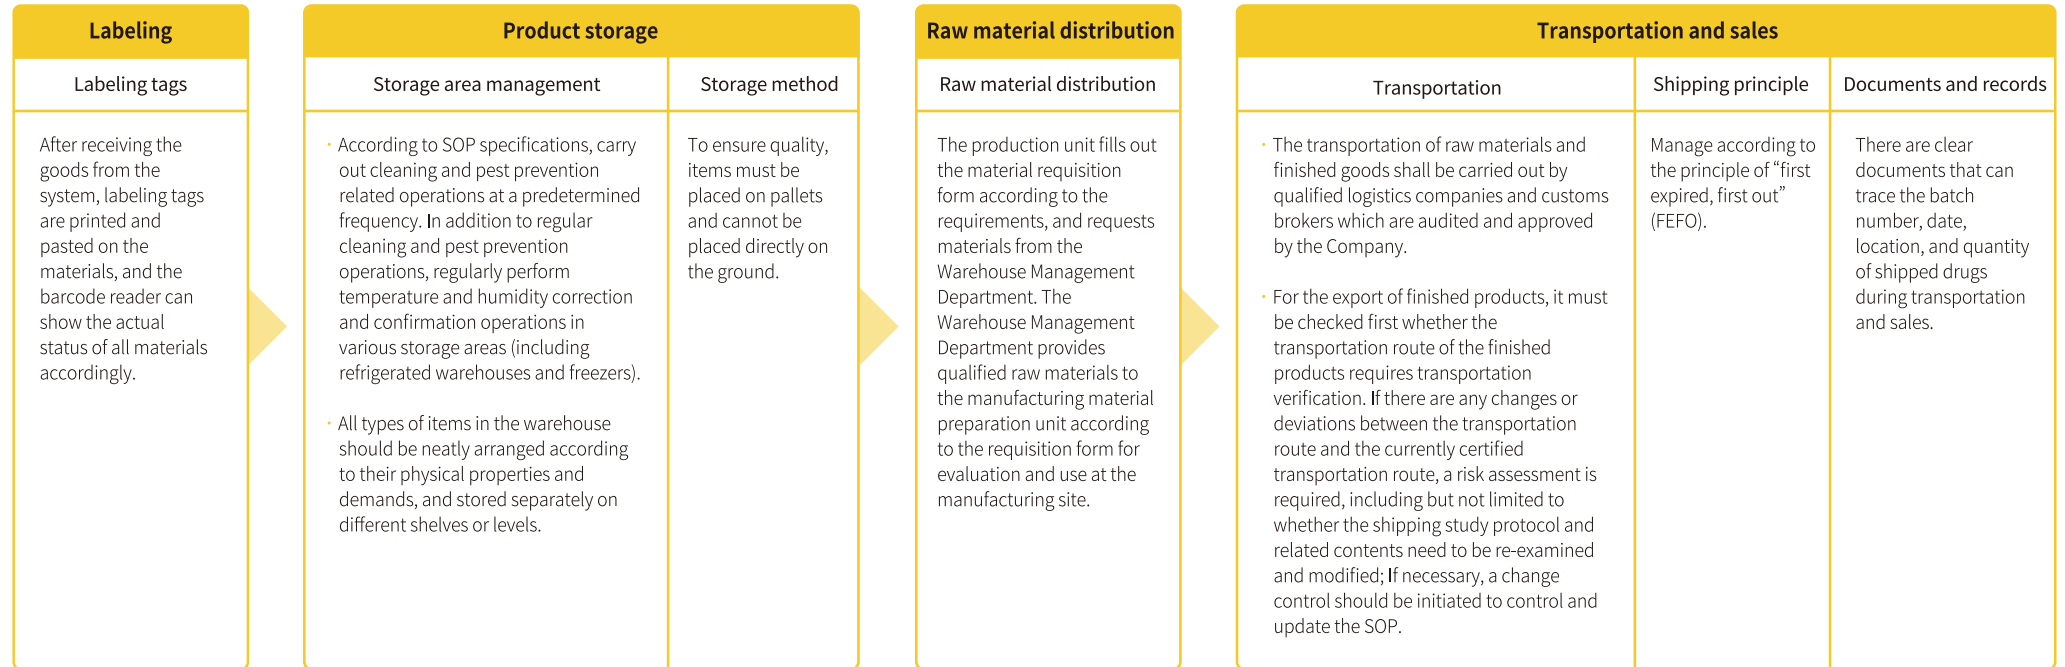 Labeling
Labeling tags
After receiving the
goods from the
system, labeling tags
are printed and
pasted on the
materials, and the
barcode reader can
show the actual
status of all materials
accordingly.
Product storage
Storage area management
· According to SOP specifications, carry
out cleaning and pest prevention
related operations at a predetermined
frequency. In addition to regular
cleaning and pest prevention
operations, regularly perform
temperature and humidity correction
and confirmation operations in
various storage areas (including
refrigerated warehouses and freezers).
· All types of items in the warehouse
should be neatly arranged according
to their physical properties and
demands, and stored separately on
different shelves or levels.
Storage method
To ensure quality,
items must be
placed on pallets
and cannot be
placed directly on
the ground.
Raw material distribution
Raw material distribution
The production unit fills out
the material requisition
form according to the
requirements, and requests
materials from the
Warehouse Management
Department. The
Warehouse Management
Department provides
qualified raw materials to
the manufacturing material
preparation unit according
to the requisition form for
evaluation and use at the
manufacturing site.
Transportation and sales
Transportation
· The transportation of raw materials and
finished goods shall be carried out by
qualified logistics companies and customs
brokers which are audited and approved
by the Company.
· For the export of finished products, it must
be checked first whether the
transportation route of the finished
products requires transportation
verification. If there are any changes or
deviations between the transportation
route and the currently certified
transportation route, a risk assessment is
required, including but not limited to
whether the shipping study protocol and
related contents need to be re-examined
and modified; If necessary, a change
control should be initiated to control and
update the SOP.
Shipping principle
Manage according to
the principle of “first
expired, first out”
(FEFO).
Documents and records
There are clear
documents that can
trace the batch
number, date,
location, and quantity
of shipped drugs
during transportation
and sales.